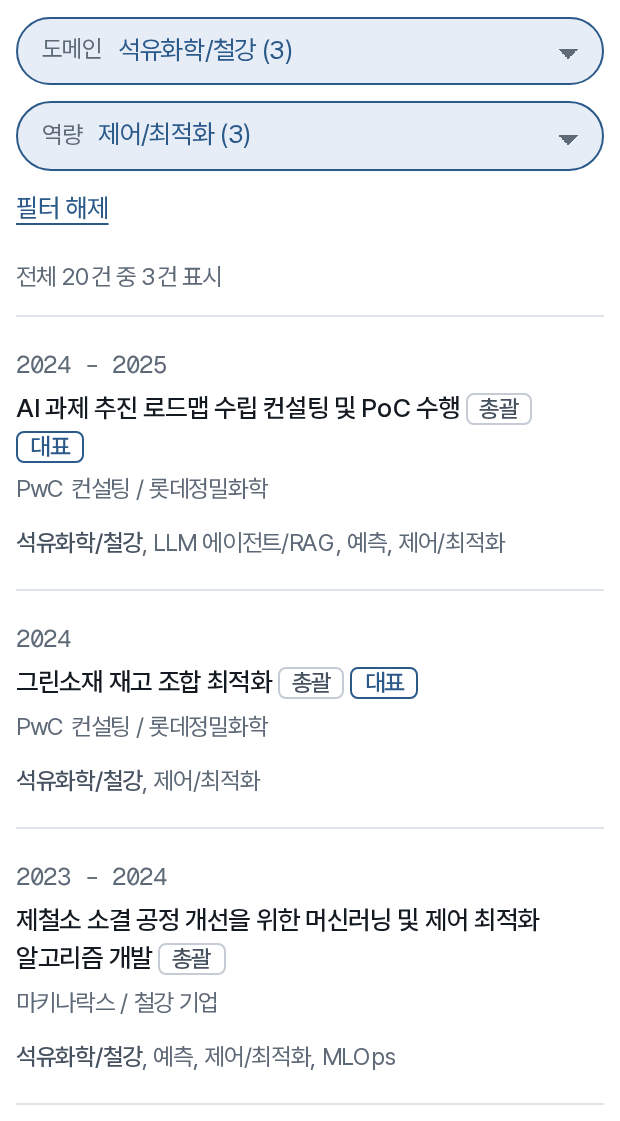 도메인 석유화학/철강 (3)
역량 제어/최적화 (3)
필터 해제
전체 20건 중 3건 표시
2024 – 2025
AI 과제 추진 로드맵 수립 컨설팅 및 PoC 수행 총괄
대표
PwC 컨설팅 / 롯데정밀화학
석유화학/철강, LLM 에이전트/RAG, 예측, 제어/최적화
2024
그린소재 재고 조합 최적화 총괄 대표
PwC 컨설팅 / 롯데정밀화학
석유화학/철강, 제어/최적화
2023 – 2024
제철소 소결 공정 개선을 위한 머신러닝 및 제어 최적화
알고리즘 개발 총괄
마키나락스 / 철강 기업
석유화학/철강, 예측, 제어/최적화, MLOps